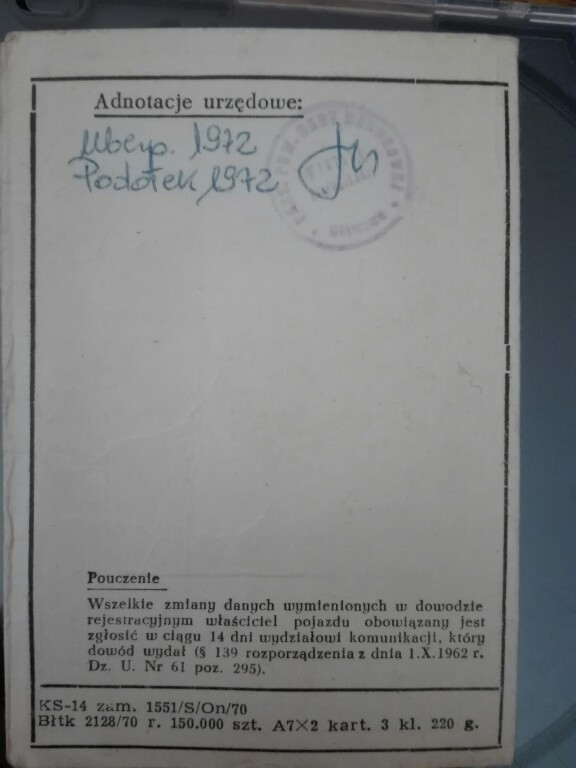 Adnotacje urzędowe:
Ubezp. 1972
Podatek 1972
Pouczenie
Wszelkie zmiany danych wymienionych w dowodzie
rejestracyjnym właściciel pojazdu obowiązany jest
zgłosić w ciągu 14 dni wydziałowi komunikacji, który
dowód wydał (§ 139 rozporządzenia z dnia 1.X.1962 r.
Dz. U. Nr 61 poz. 295).
KS-14 zam. 1551/S/On/70
Błtk 2128/70 r. 150.000 szt. A7×2 kart. 3 kl. 220 g.